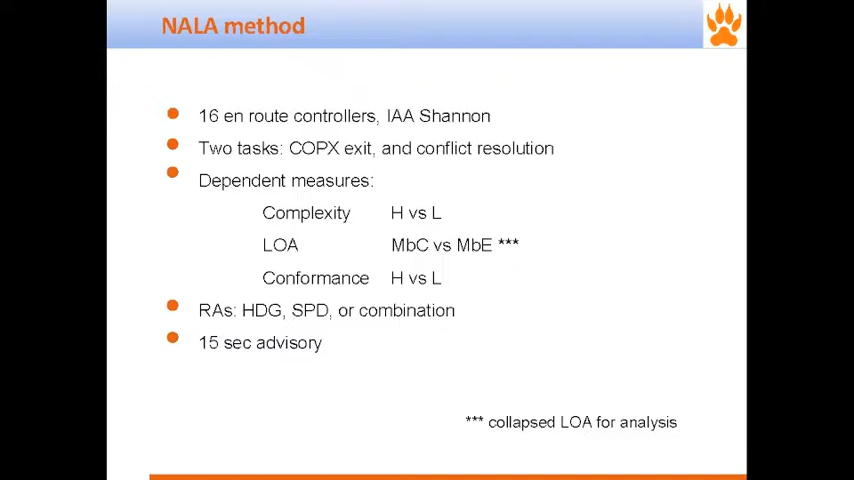 NALA method
16 en route controllers, IAA Shannon
Two tasks: COPX exit, and conflict resolution
Dependent measures:
Complexity H vs L
LOA MbC vs MbE ***
Conformance H vs L
RAs: HDG, SPD, or combination
15 sec advisory
*** collapsed LOA for analysis